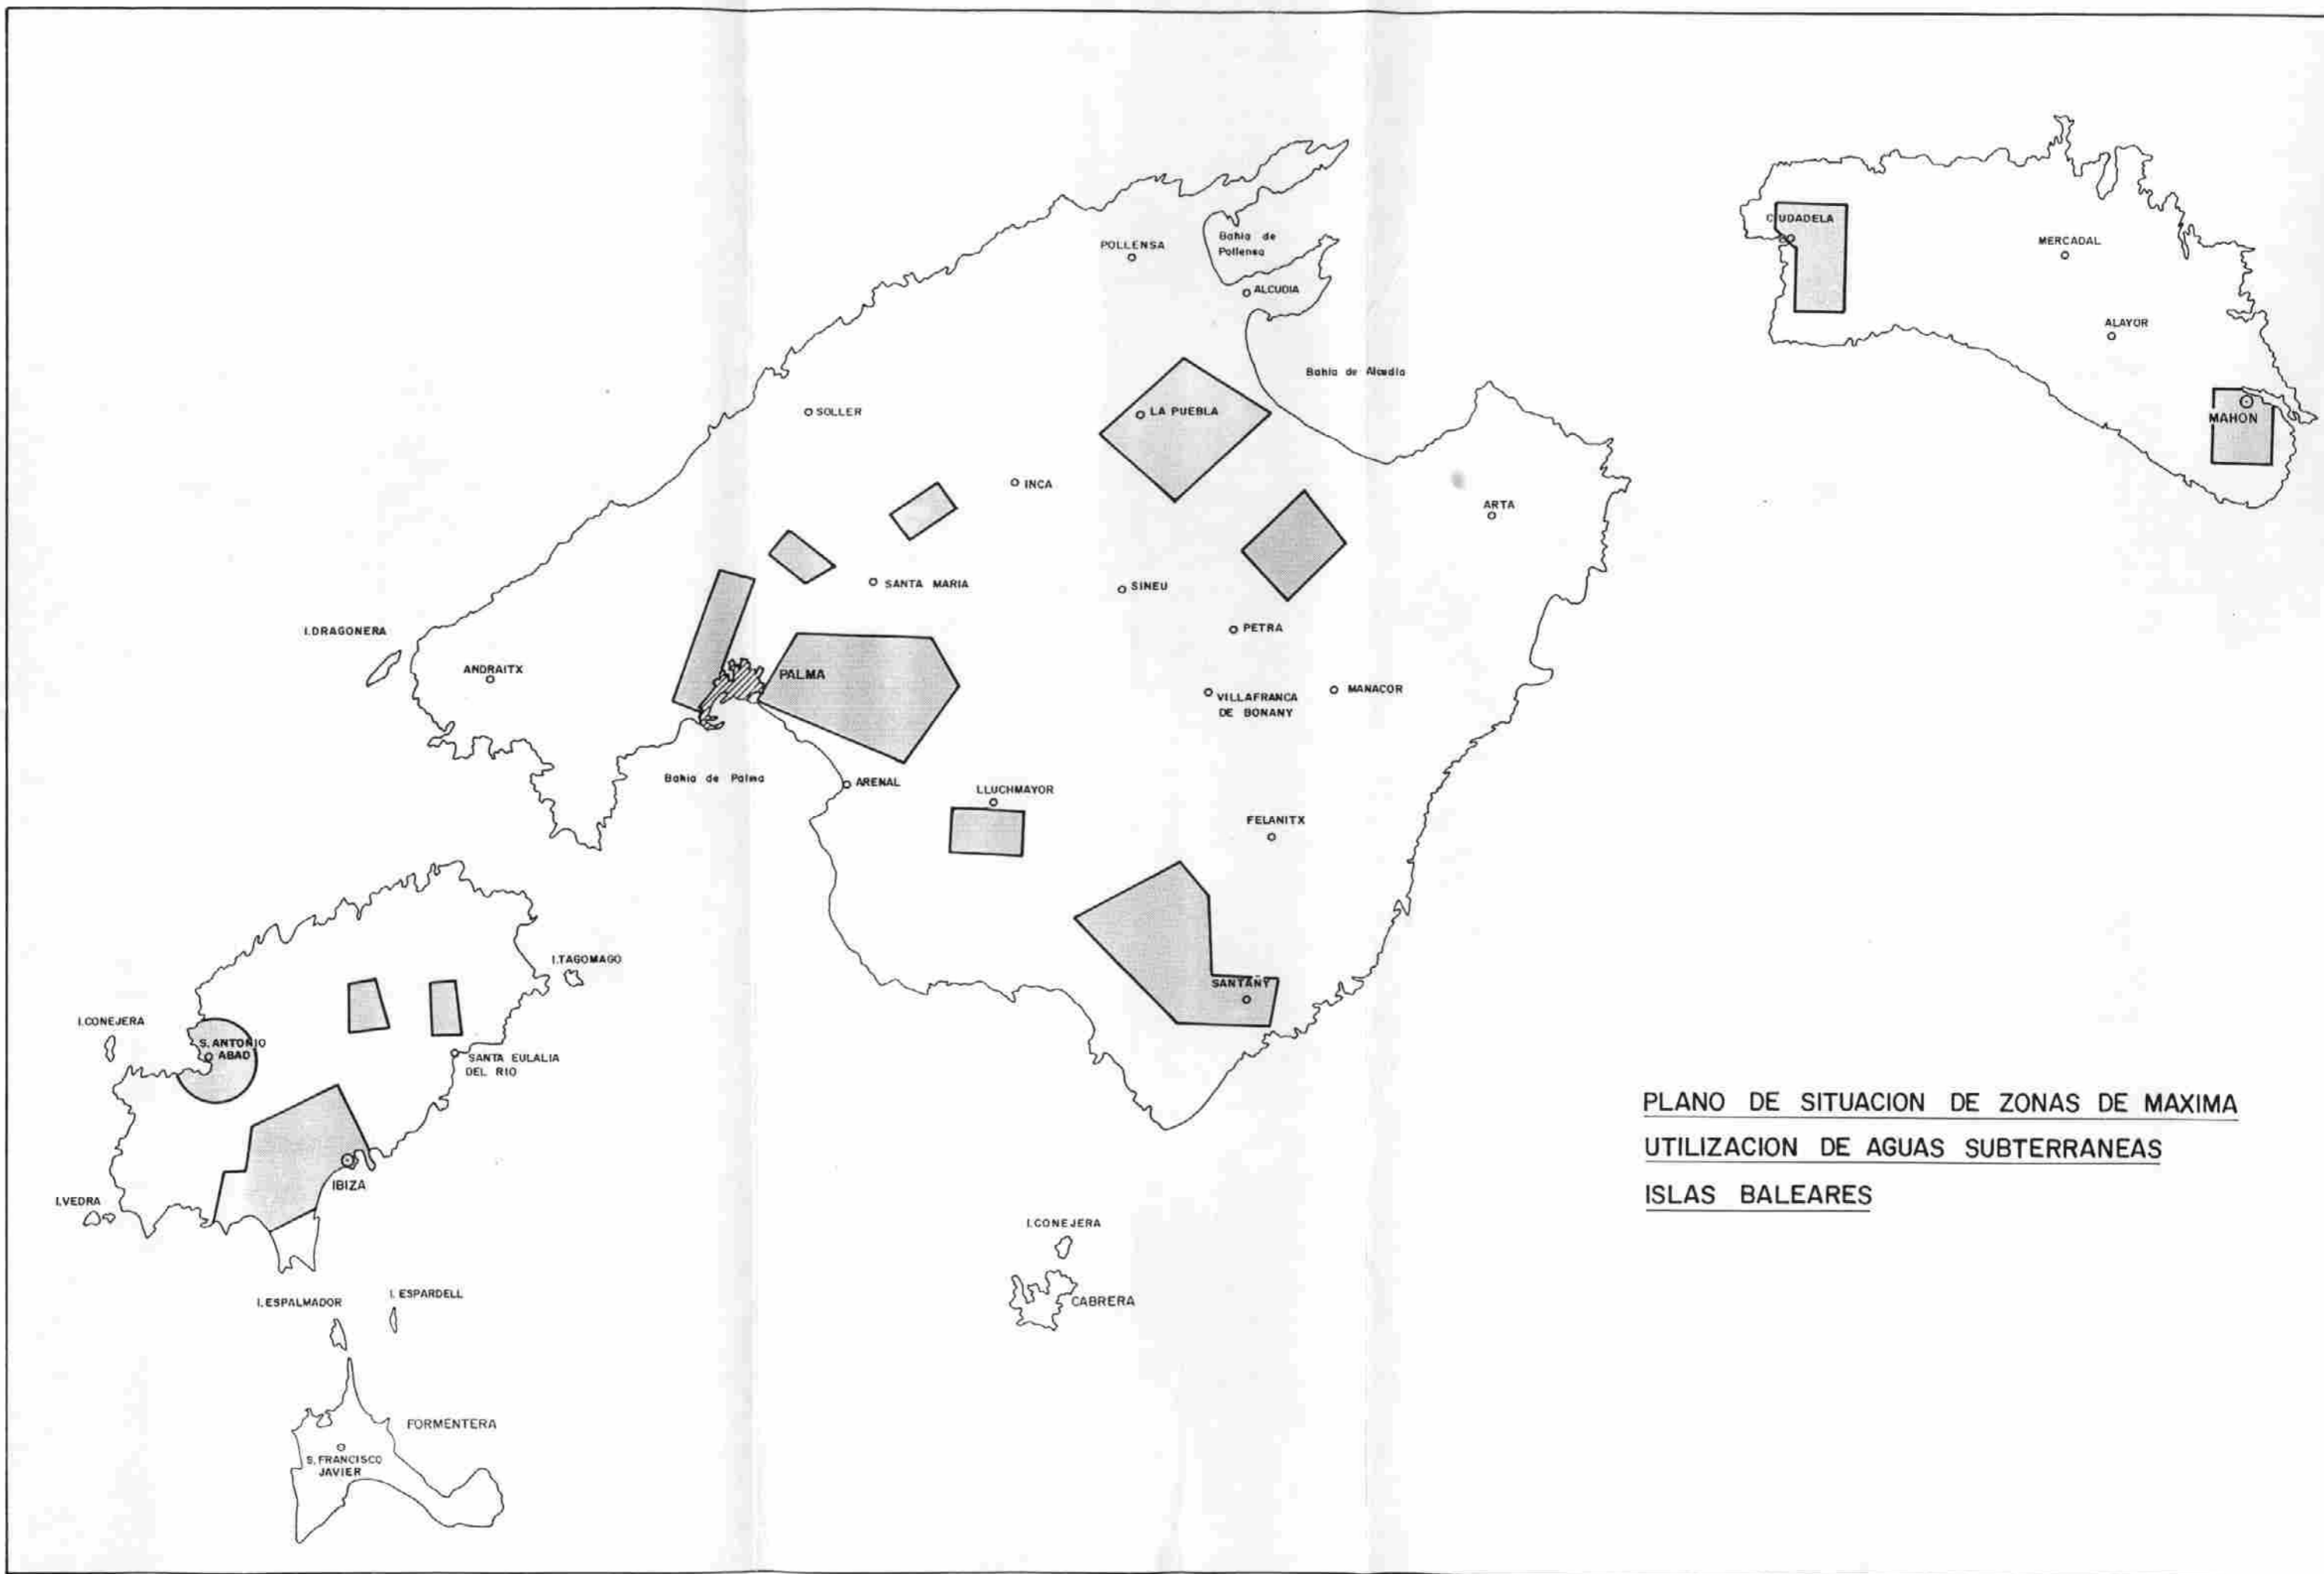 POLLENSA
Bahia de
Pollensa
ALCUDIA
Bahia de Alcudia
SOLLER
LA PUEBLA
INCA
ARTA
SANTA MARIA
SINEU
PETRA
I.DRAGONERA
ANDRAITX
PALMA
VILLAFRANCA
DE BONANY
MANACOR
Bahia de Palma
ARENAL
LLUCHMAYOR
FELANITX
SANTAÑY
CIUDADELA
MERCADAL
ALAYOR
MAHON
I.TAGOMAGO
I.CONEJERA
S. ANTONIO
ABAD
SANTA EULALIA
DEL RIO
IBIZA
I.VEDRA
I. ESPALMADOR
I. ESPARDELL
FORMENTERA
S. FRANCISCO
JAVIER
I.CONEJERA
CABRERA
PLANO DE SITUACION DE ZONAS DE MAXIMA
UTILIZACION DE AGUAS SUBTERRANEAS
ISLAS BALEARES